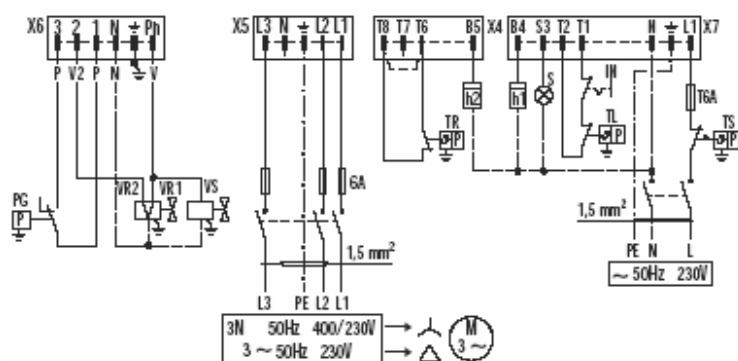 X6 3 2 1 N Ph
P V2 P N V
PG P
VR2 VR1 VS
X5 L3 N L2 L1
6A
1,5 mm²
L3 PE L2 L1
3N 50Hz 400/230V
3 ~ 50Hz 230V
M
3 ~
T8 T7 T6 B5 X4 B4 S3 T2 T1 N L1 X7
h2 h1 S IN T6A
TR P TL P TS P
1,5 mm²
PE N L
~ 50Hz 230V